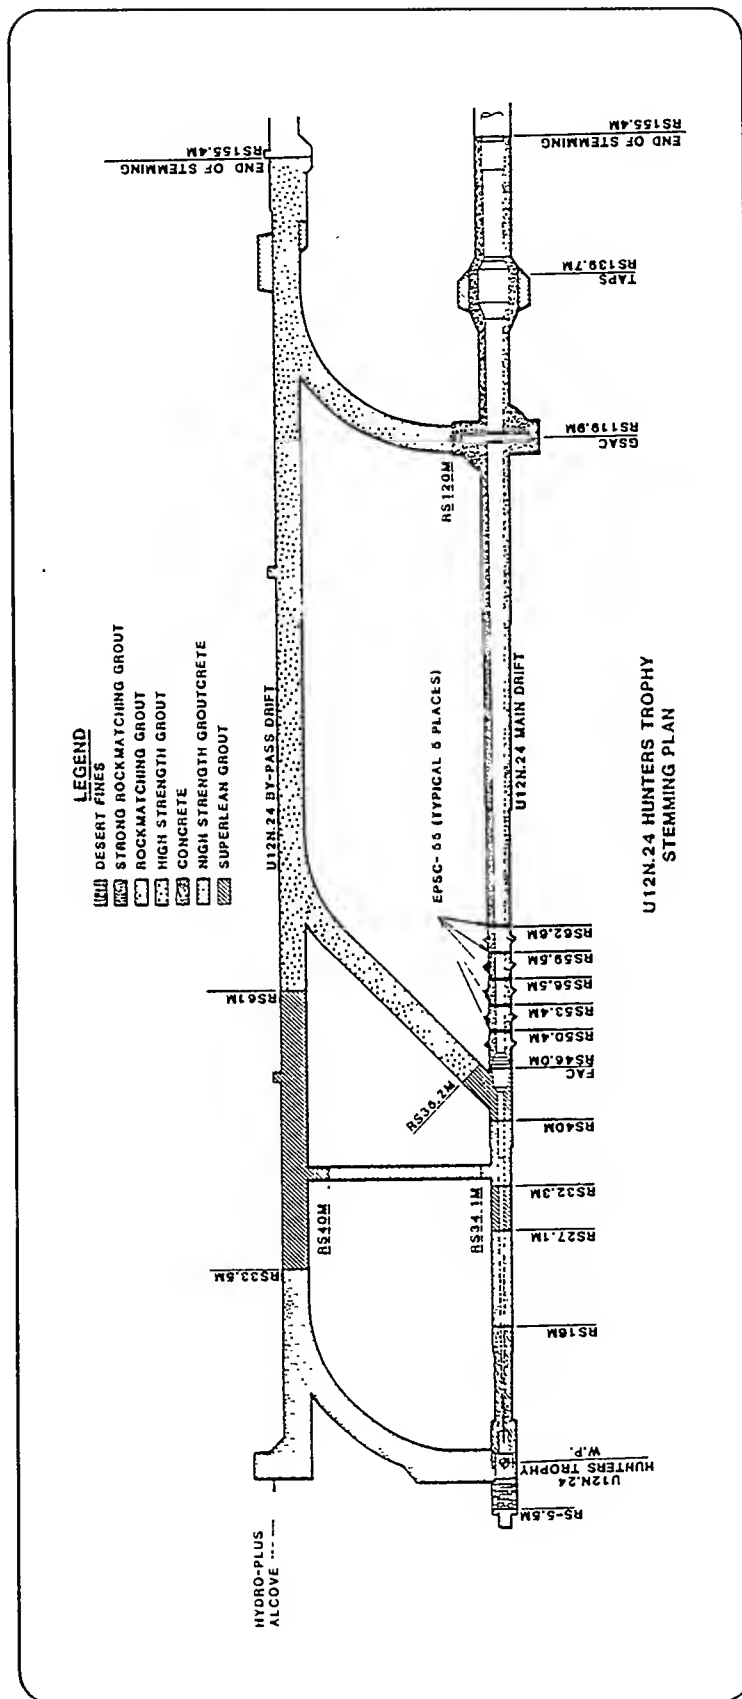 LEGEND
DESERT FINES
STRONG ROCKMATCHING GROUT
ROCKMATCHING GROUT
HIGH STRENGTH GROUT
CONCRETE
HIGH STRENGTH GROUTCRETE
SUPERLEAN GROUT
U12N.24 BY-PASS DRIFT
END OF STEMMING
RS155.4M
RS61M
RS33.5M
HYDRO-PLUS
ALCOVE
RS120M
EPSC-55 (TYPICAL 5 PLACES)
RS36.2M
RS40M
RS34.1M
U12N.24 MAIN DRIFT
END OF STEMMING
RS155.4M
TAPS
RS139.7M
GSAC
RS119.9M
RS62.6M
RS59.5M
RS56.5M
RS53.4M
RS50.4M
RS46.0M
FAC
RS40M
RS32.3M
RS27.1M
RS16M
U12N.24
HUNTERS TROPHY
W.P.
RS-5.5M
U12N.24 HUNTERS TROPHY
STEMMING PLAN